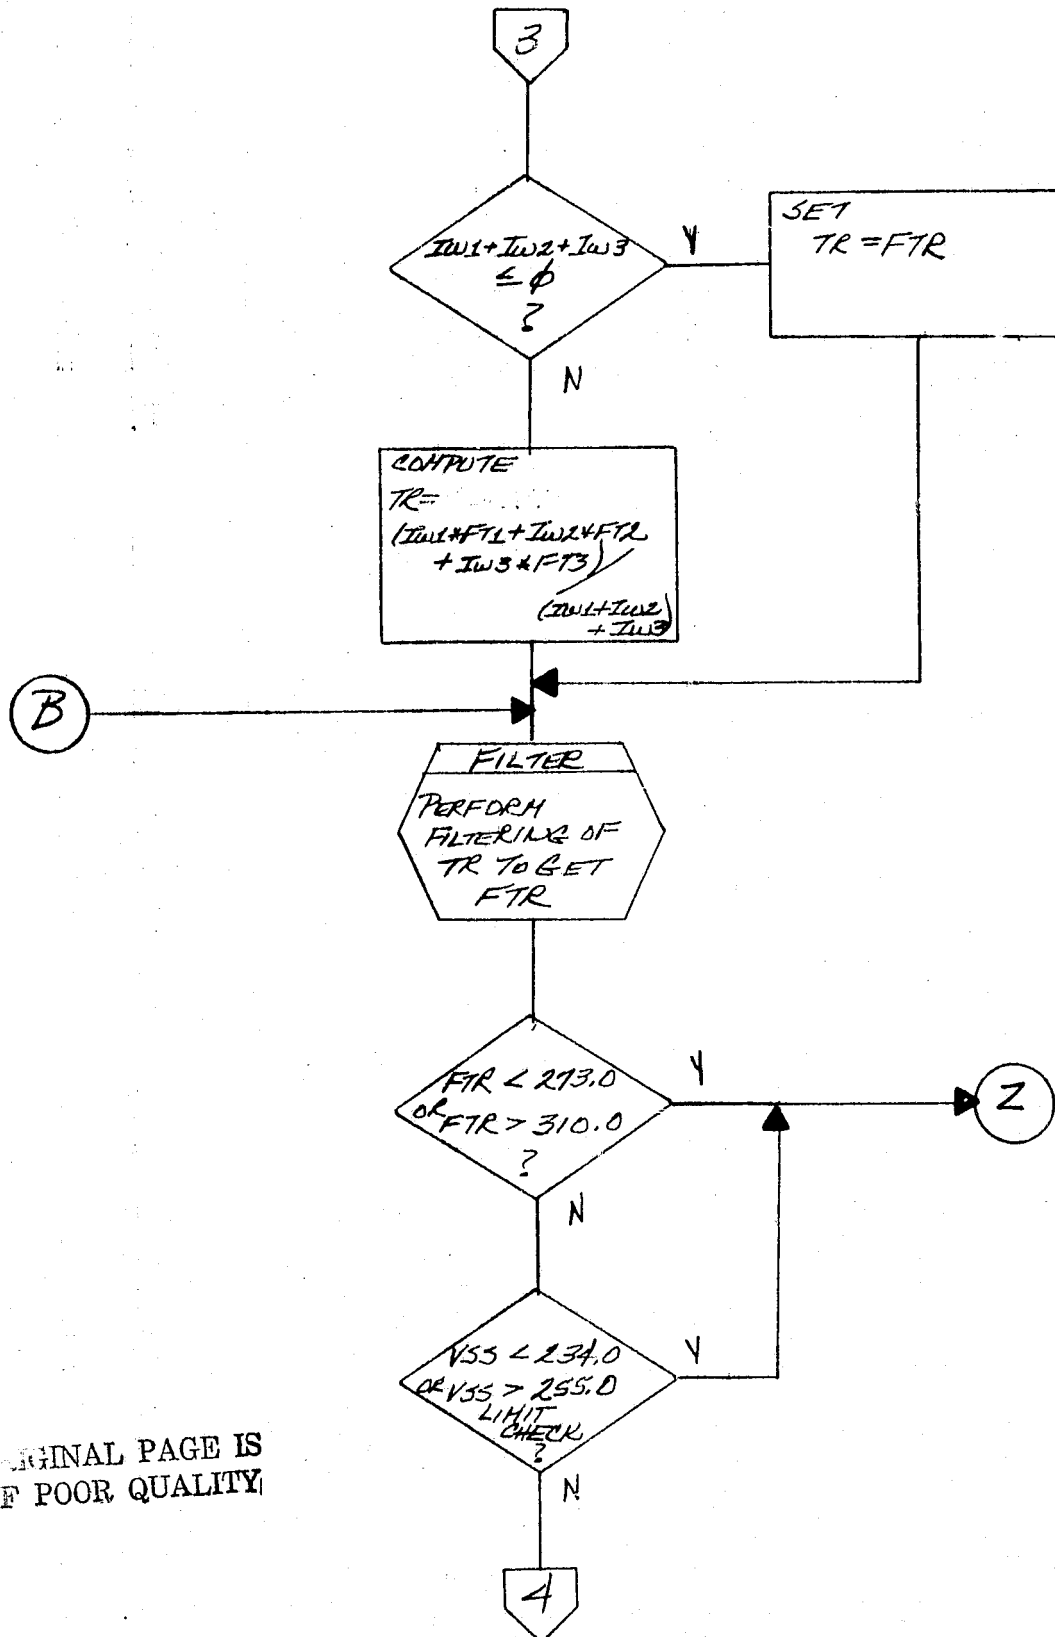 3
IW1+IW2+IW3
≤ φ
?
Y
N
SET
TR = FTR
COMPUTE
TR=
(IW1*FT1+IW2*FT2
+ IW3*FT3)/
(IW1+IW2
+ IW3)
B
FILTER
PERFORM
FILTERING OF
TR TO GET
FTR
FTR < 273.0
OR FTR > 310.0
?
Y
N
Z
VSS < 234.0
OR VSS > 255.0
LIMIT
CHECK
?
Y
N
4
IGINAL PAGE IS
F POOR QUALITY